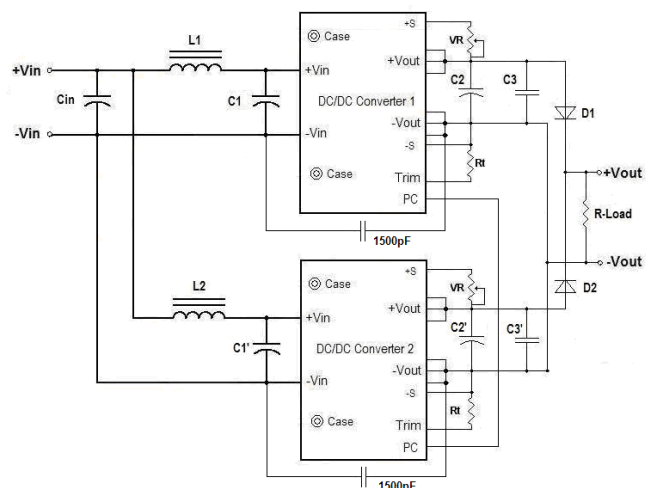 +S
Case
VR
L1
+Vout
+Vin
+Vin
C2
C3
Cin
C1
DC/DC Converter 1
D1
-Vin
-Vin
-Vout
-S
Case
Rt
Trim
+Vout
PC
R-Load
1500pF
-Vout
+S
Case
VR
D2
L2
+Vout
+Vin
C2'
C3'
C1'
DC/DC Converter 2
-Vout
-Vin
-S
Case
Rt
Trim
PC
1500pF